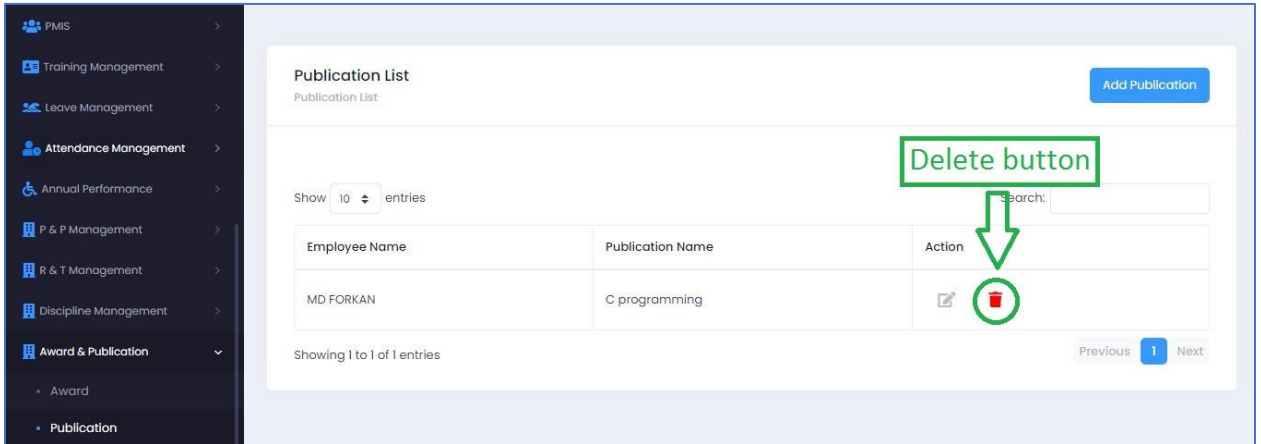 PMIS
Training Management
Leave Management
Attendance Management
Annual Performance
P & P Management
R & T Management
Discipline Management
Award & Publication
Award
Publication
Publication List
Publication List
Add Publication
Delete button
Show 10 entries
Search:
Employee Name Publication Name Action
MD FORKAN C programming
Showing 1 to 1 of 1 entries
Previous 1 Next